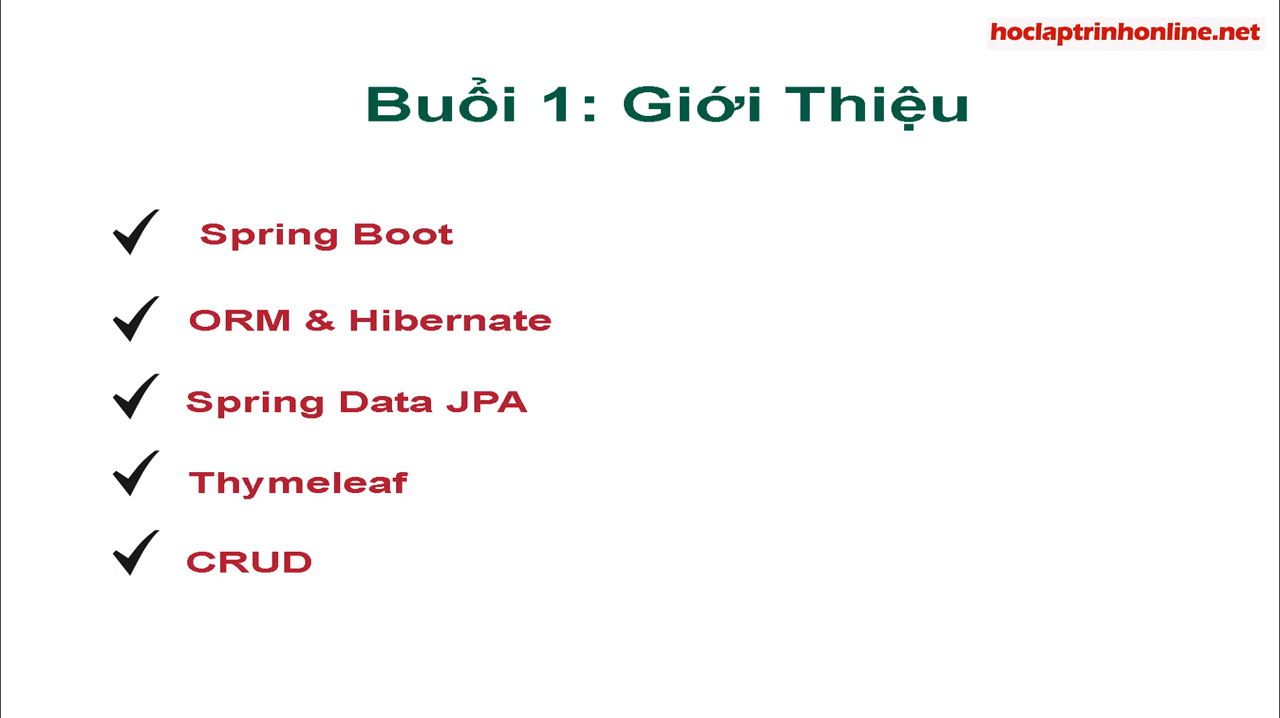 hoclaptrinhonline.net
Buổi 1: Giới Thiệu
Spring Boot
ORM & Hibernate
Spring Data JPA
Thymeleaf
CRUD